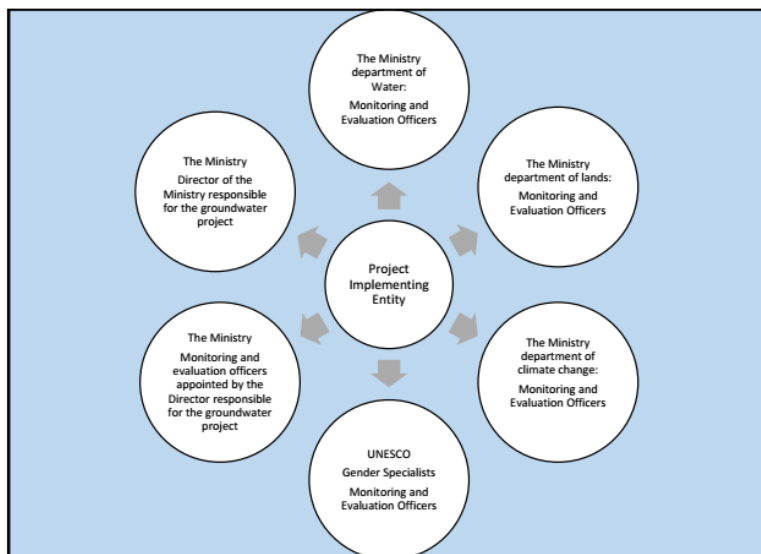 The Ministry
department of
Water:
Monitoring and
Evaluation Officers
The Ministry
Director of the
Ministry responsible
for the groundwater
project
The Ministry
department of lands:
Monitoring and
Evaluation Officers
Project
Implementing
Entity
The Ministry
Monitoring and
evaluation officers
appointed by the
Director responsible
for the groundwater
project
The Ministry
department of
climate change:
Monitoring and
Evaluation Officers
UNESCO
Gender Specialists
Monitoring and
Evaluation Officers